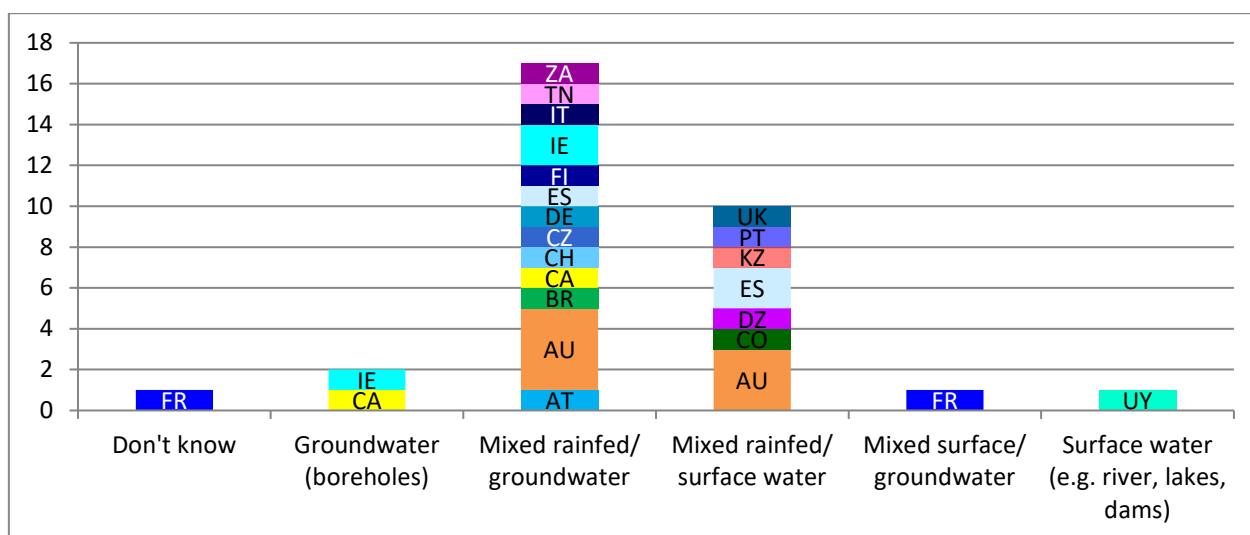 18
16
14
12
10
8
6
4
2
0
FR
IE
CA
ZA
TN
IT
IE
FI
ES
DE
CZ
CH
CA
BR
AU
AT
UK
PT
KZ
ES
DZ
CO
AU
FR
UY
Don't know
Groundwater
(boreholes)
Mixed rainfed/
groundwater
Mixed rainfed/
surface water
Mixed surface/
groundwater
Surface water
(e.g. river, lakes,
dams)